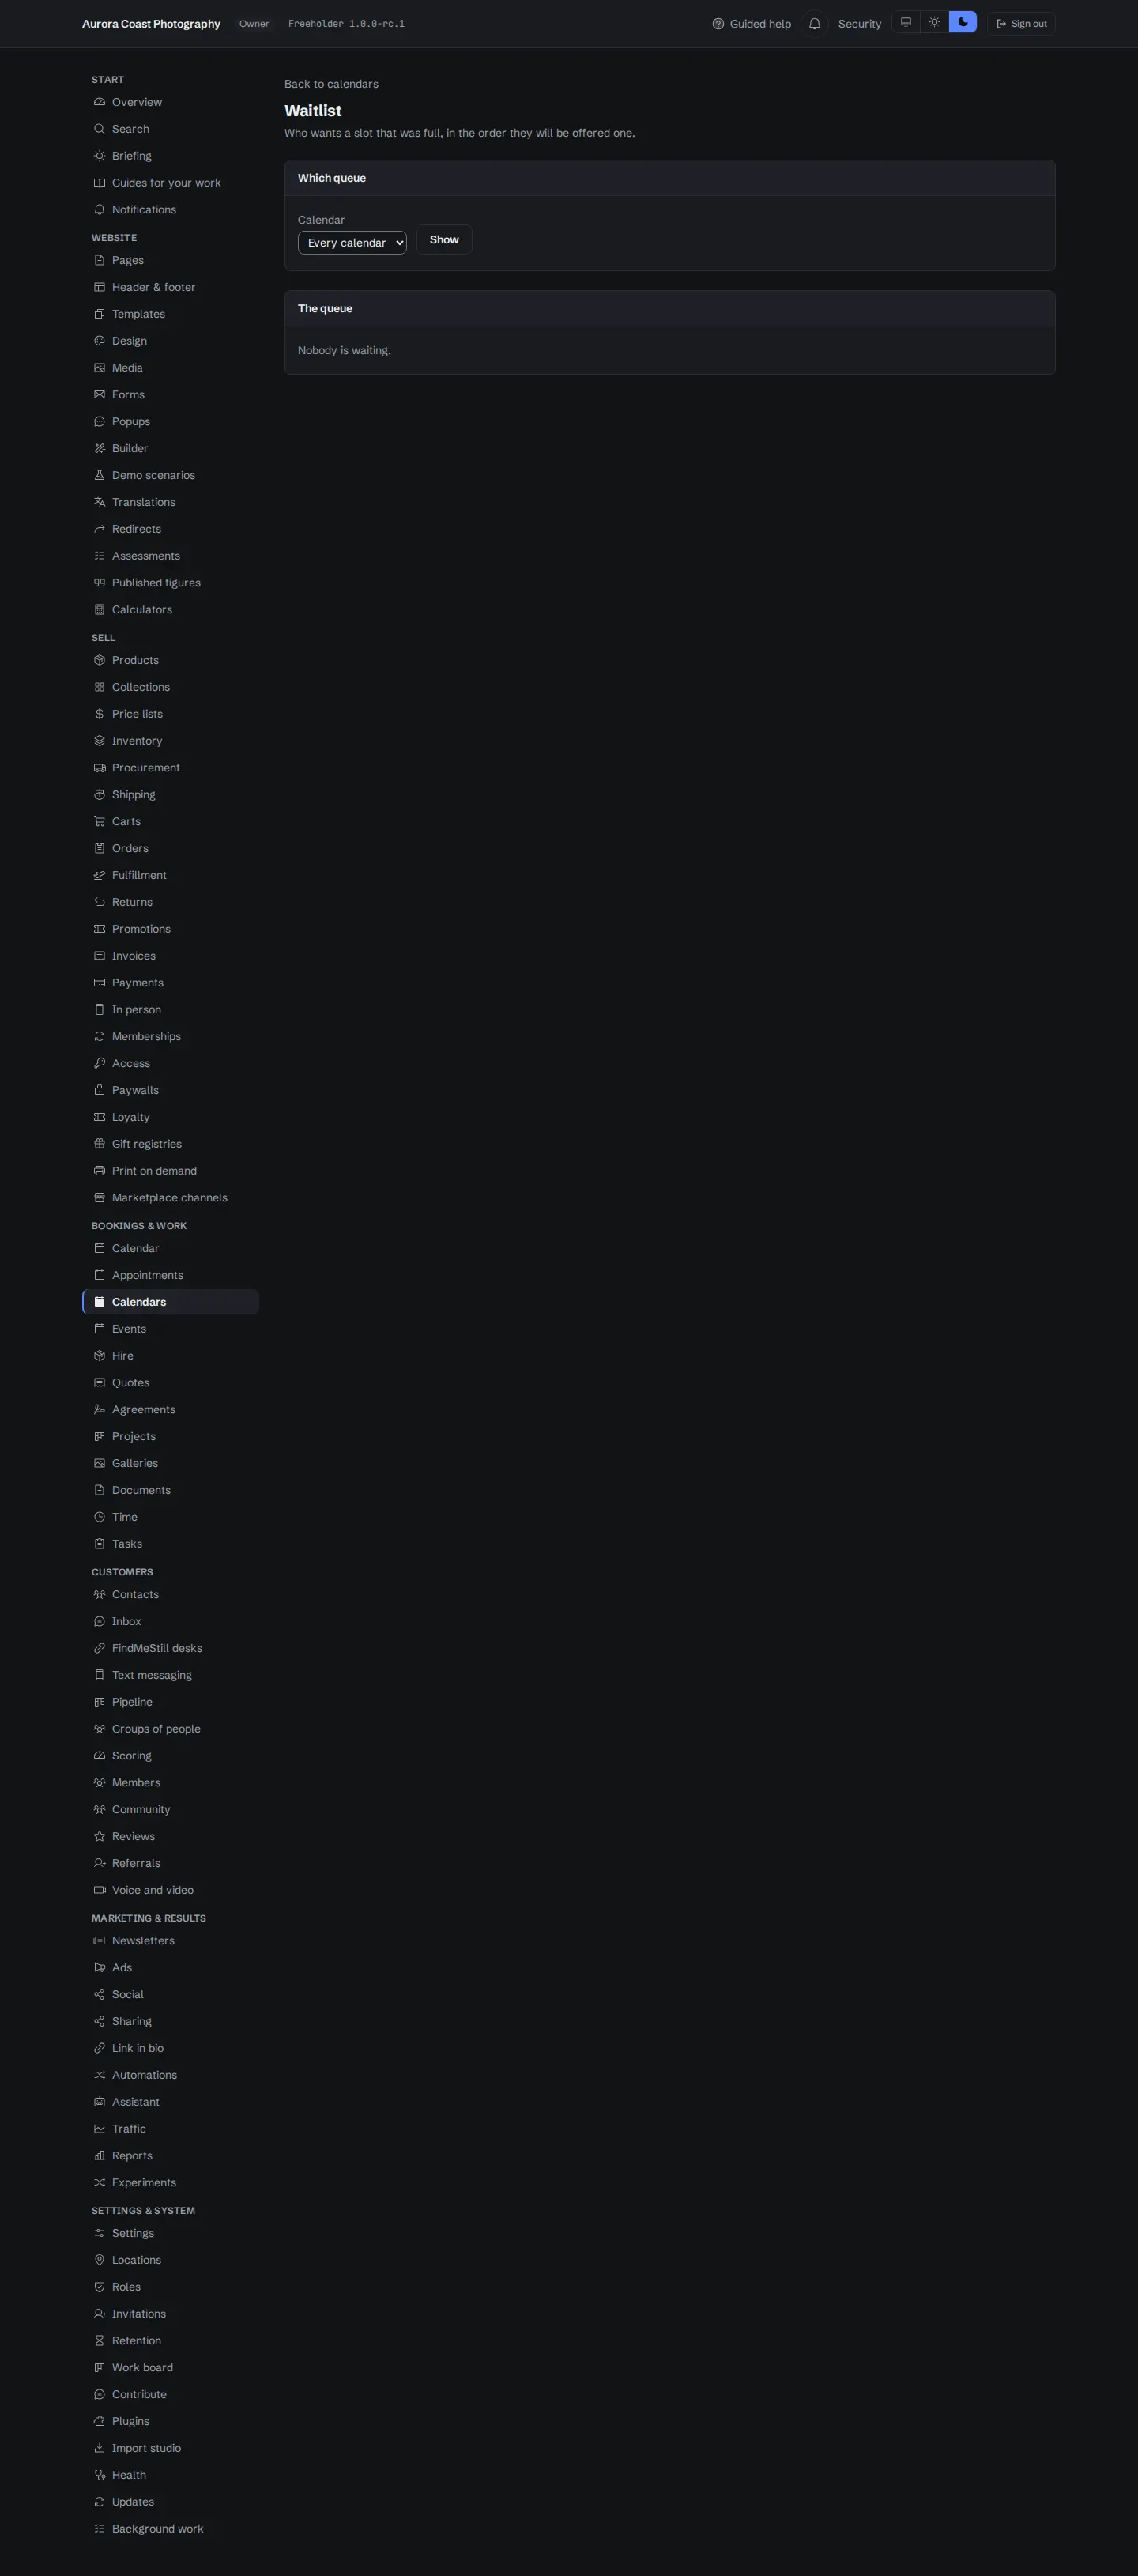 Aurora Coast Photography
Owner
Freeholder 1.0.0-rc.1
Guided help
Security
Sign out
START
Overview
Search
Briefing
Guides for your work
Notifications
WEBSITE
Pages
Header & footer
Templates
Design
Media
Forms
Popups
Builder
Demo scenarios
Translations
Redirects
Assessments
Published figures
Calculators
SELL
Products
Collections
Price lists
Inventory
Procurement
Shipping
Carts
Orders
Fulfillment
Returns
Promotions
Invoices
Payments
In person
Memberships
Access
Paywalls
Loyalty
Gift registries
Print on demand
Marketplace channels
BOOKINGS & WORK
Calendar
Appointments
Calendars
Events
Hire
Quotes
Agreements
Projects
Galleries
Documents
Time
Tasks
CUSTOMERS
Contacts
Inbox
FindMeStill desks
Text messaging
Pipeline
Groups of people
Scoring
Members
Community
Reviews
Referrals
Voice and video
MARKETING & RESULTS
Newsletters
Ads
Social
Sharing
Link in bio
Automations
Assistant
Traffic
Reports
Experiments
SETTINGS & SYSTEM
Settings
Locations
Roles
Invitations
Retention
Work board
Contribute
Plugins
Import studio
Health
Updates
Background work
Back to calendars
Waitlist
Who wants a slot that was full, in the order they will be offered one.
Which queue
Calendar
Every calendar
Show
The queue
Nobody is waiting.